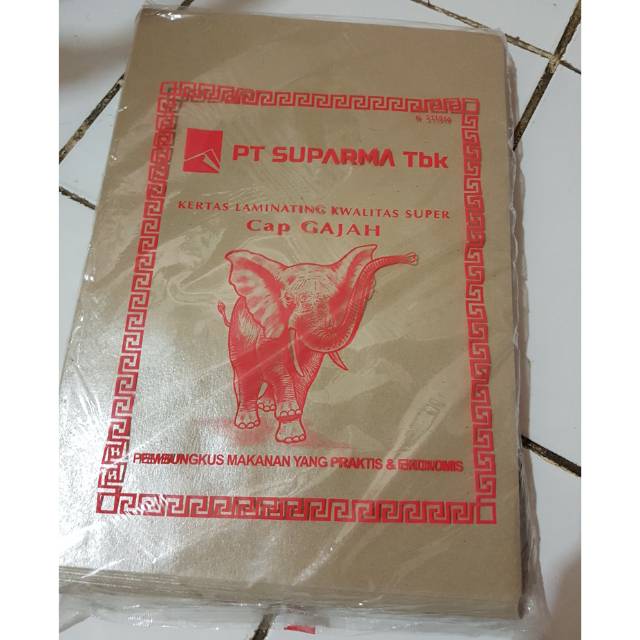 PT SUPARMA Tbk
KERTAS LAMINATING KWALITAS SUPER
Cap GAJAH
PEMBUNGKUS MAKANAN YANG PRAKTIS & EKONOMIS